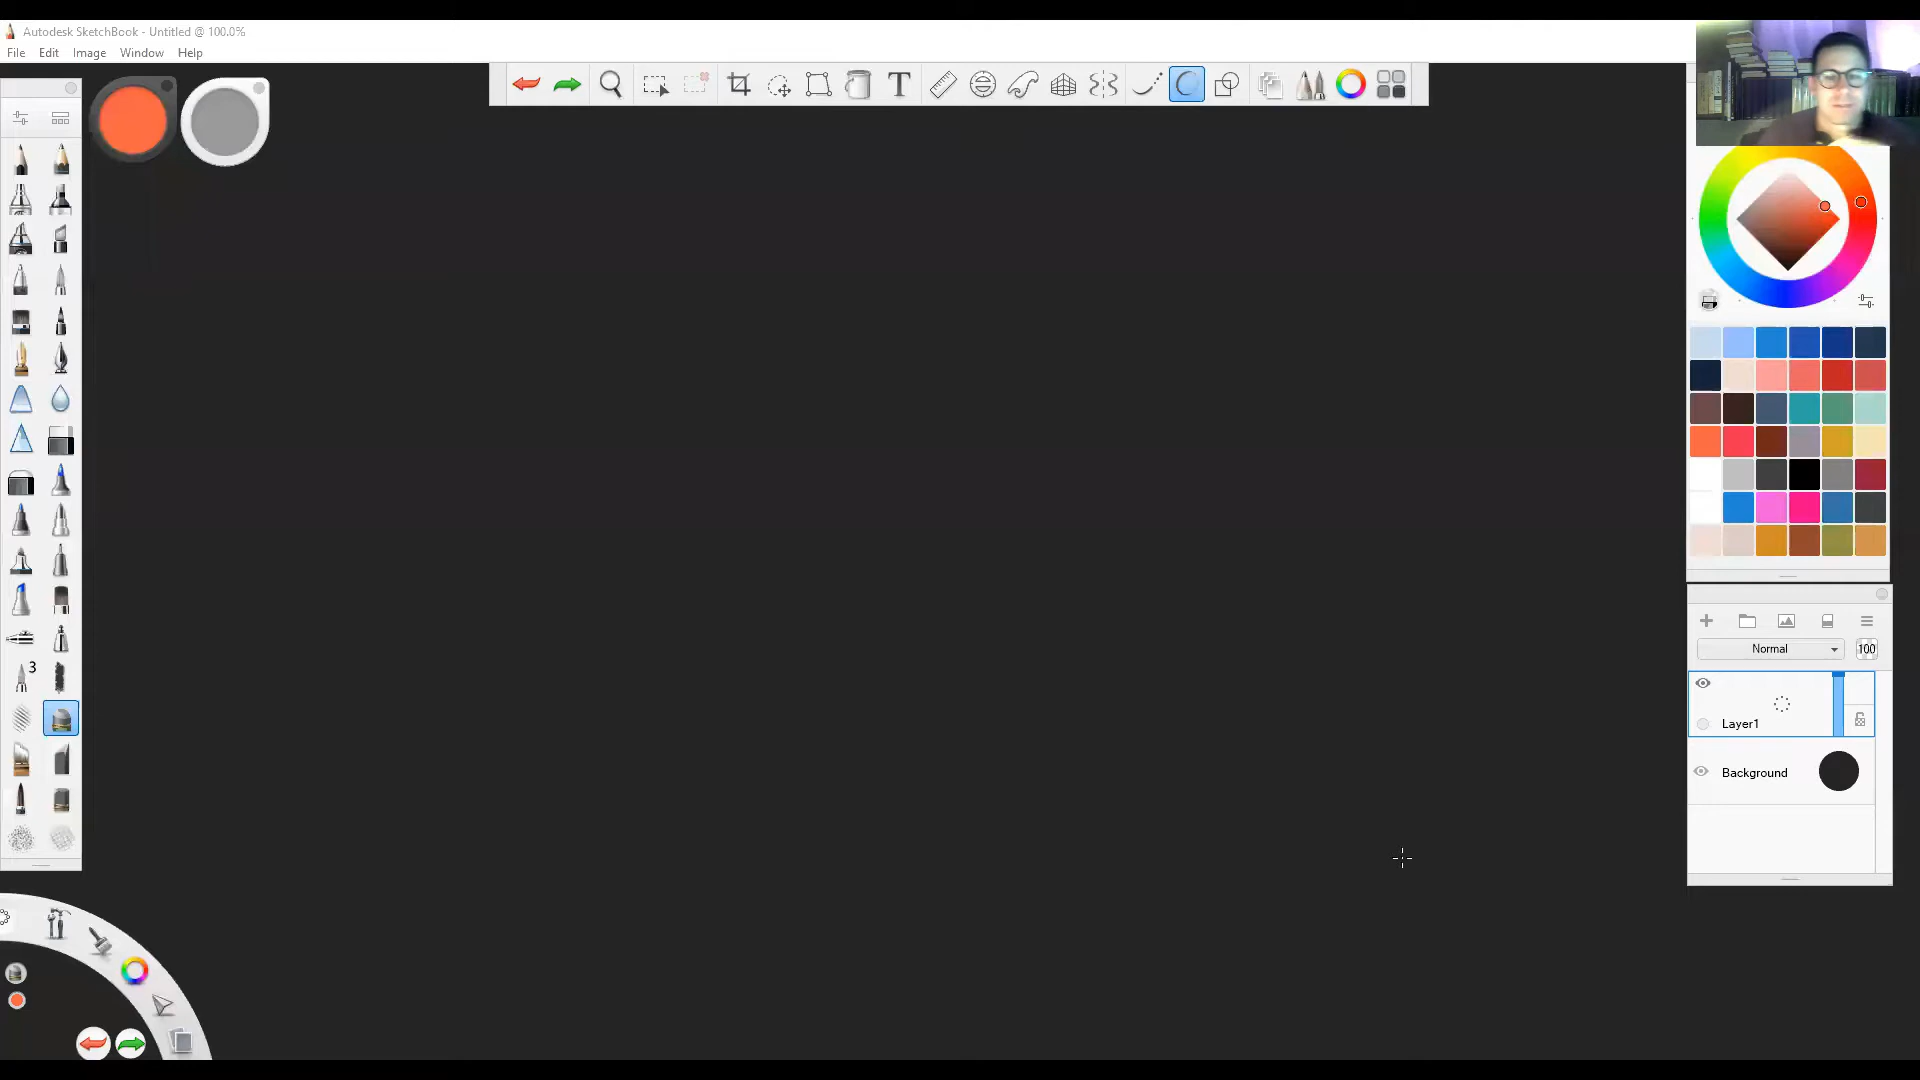 Autodesk SketchBook - Untitled @ 100.0%
File Edit Image Window Help
T
3
Normal 100
Layer1
Background